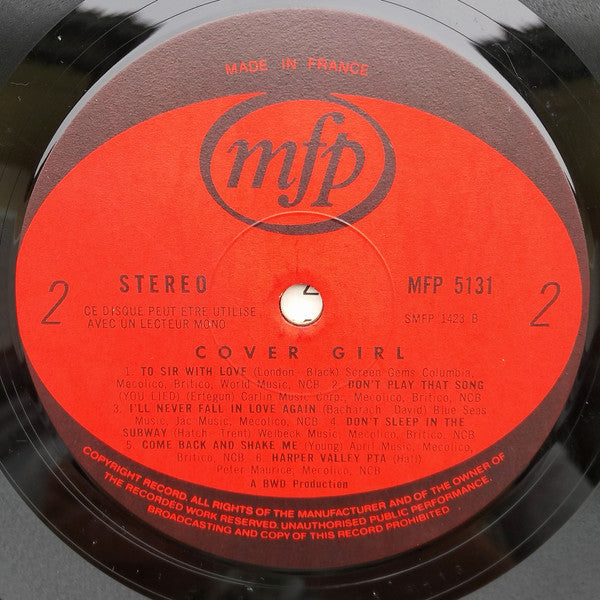 MADE IN FRANCE
mfp
2 STEREO MFP 5131 2
CE DISQUE PEUT ETRE UTILISE SMFP 1423 B
AVEC UN LECTEUR MONO
COVER GIRL
1. TO SIR WITH LOVE (London - Black) Screen Gems Columbia,
Mecolico, Britico, World Music, NCB 2. DON'T PLAY THAT SONG
(YOU LIED) (Ertegun) Carlin Music Corp., Mecolico, Britico, NCB
3. I'LL NEVER FALL IN LOVE AGAIN (Bacharach - David) Blue Seas
Music, Jac Music, Mecolico, NCB 4. DON'T SLEEP IN THE
SUBWAY (Hatch - Trent) Welbeck Music, Mecolico, Britico, NCB
5. COME BACK AND SHAKE ME (Young) April Music, Mecolico,
Britico, NCB 6. HARPER VALLEY PTA (Hall)
Peter Maurice, Mecolico, NCB
A BWD Production
COPYRIGHT RECORD. ALL RIGHTS OF THE MANUFACTURER AND OF THE OWNER OF
THE RECORDED WORK RESERVED. UNAUTHORISED PUBLIC PERFORMANCE,
BROADCASTING AND COPY OF THIS RECORD PROHIBITED